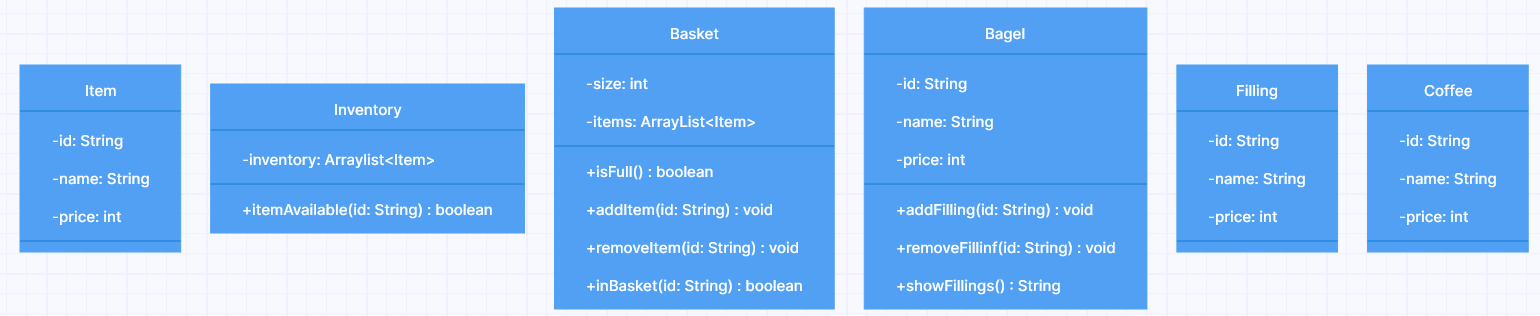 Item
-id: String
-name: String
-price: int
Inventory
-inventory: Arraylist<Item>
+itemAvailable(id: String) : boolean
Basket
-size: int
-items: ArrayList<Item>
+isFull() : boolean
+addItem(id: String) : void
+removeItem(id: String) : void
+inBasket(id: String) : boolean
Bagel
-id: String
-name: String
-price: int
+addFilling(id: String) : void
+removeFillinf(id: String) : void
+showFillings() : String
Filling
-id: String
-name: String
-price: int
Coffee
-id: String
-name: String
-price: int